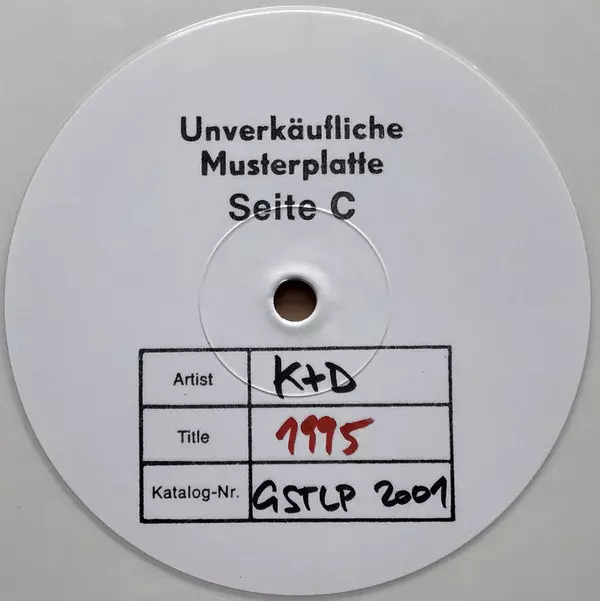 Unverkäufliche
Musterplatte
Seite C
Artist K+D
Title 1995
Katalog-Nr. GSTLP 2001